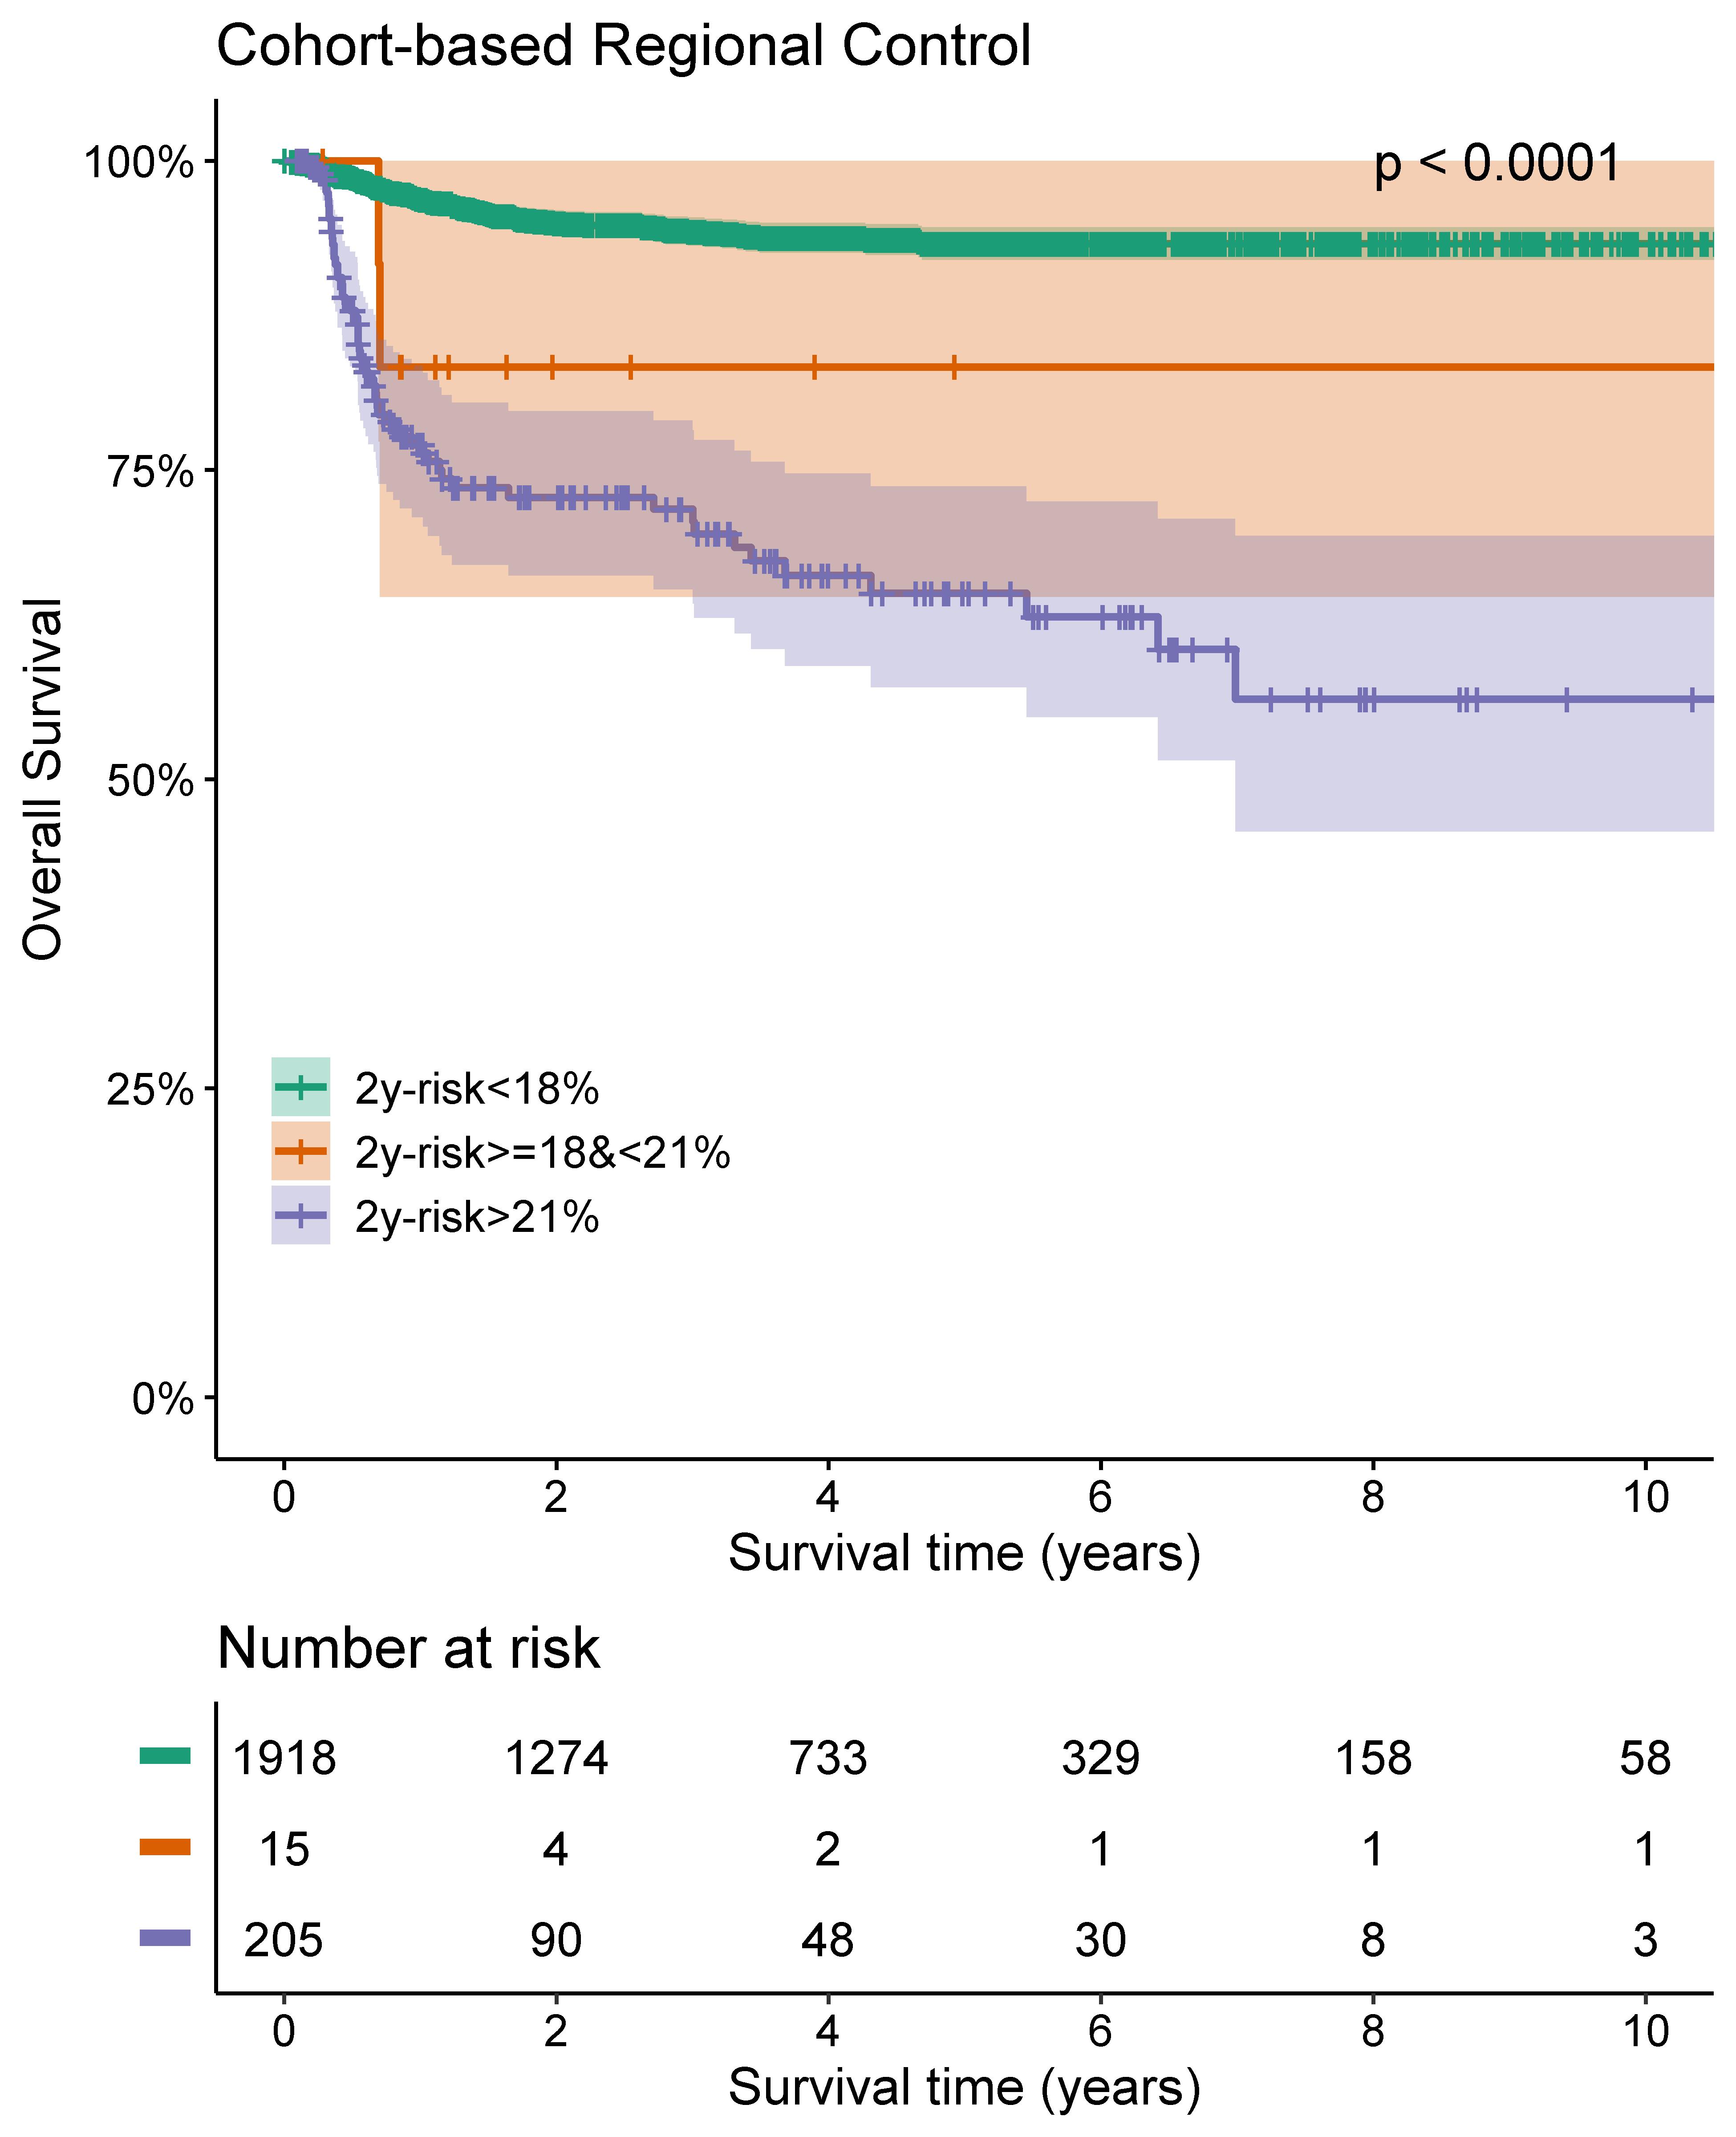 Cohort-based Regional Control
p < 0.0001
100%
75%
50%
25%
0%
Overall Survival
2y-risk<18%
2y-risk>=18&<21%
2y-risk>21%
0 2 4 6 8 10
Survival time (years)
Number at risk
1918 1274 733 329 158 58
15 4 2 1 1 1
205 90 48 30 8 3
0 2 4 6 8 10
Survival time (years)